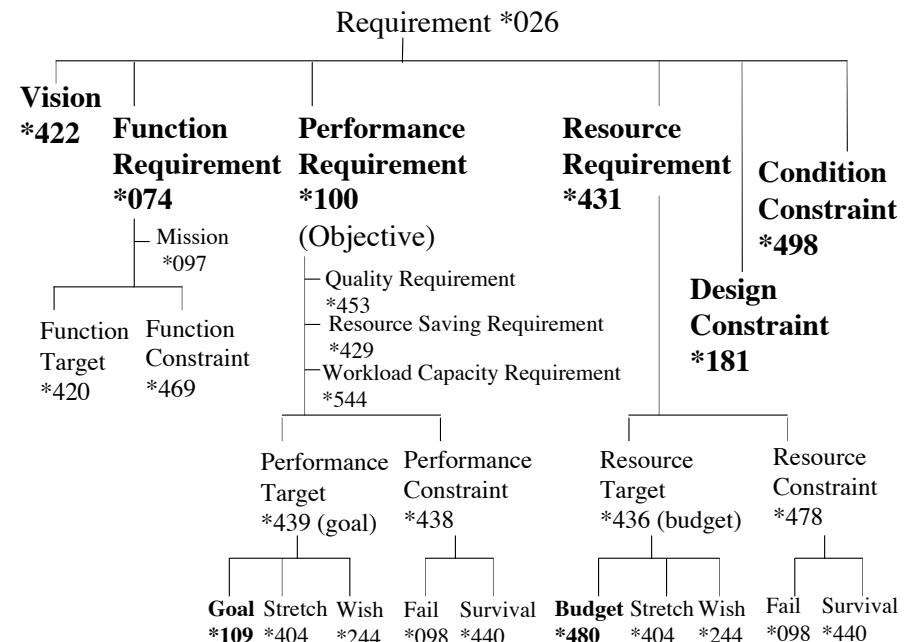 Requirement *026
Vision
*422
Function
Requirement
*074
Performance
Requirement
*100
(Objective)
Resource
Requirement
*431
Condition
Constraint
*498
Design
Constraint
*181
Mission
*097
Function
Target
*420
Function
Constraint
*469
Quality Requirement
*453
Resource Saving Requirement
*429
Workload Capacity Requirement
*544
Performance
Target
*439 (goal)
Performance
Constraint
*438
Resource
Target
*436 (budget)
Resource
Constraint
*478
Goal
*109
Stretch
*404
Wish
*244
Fail
*098
Survival
*440
Budget
*480
Stretch
*404
Wish
*244
Fail
*098
Survival
*440